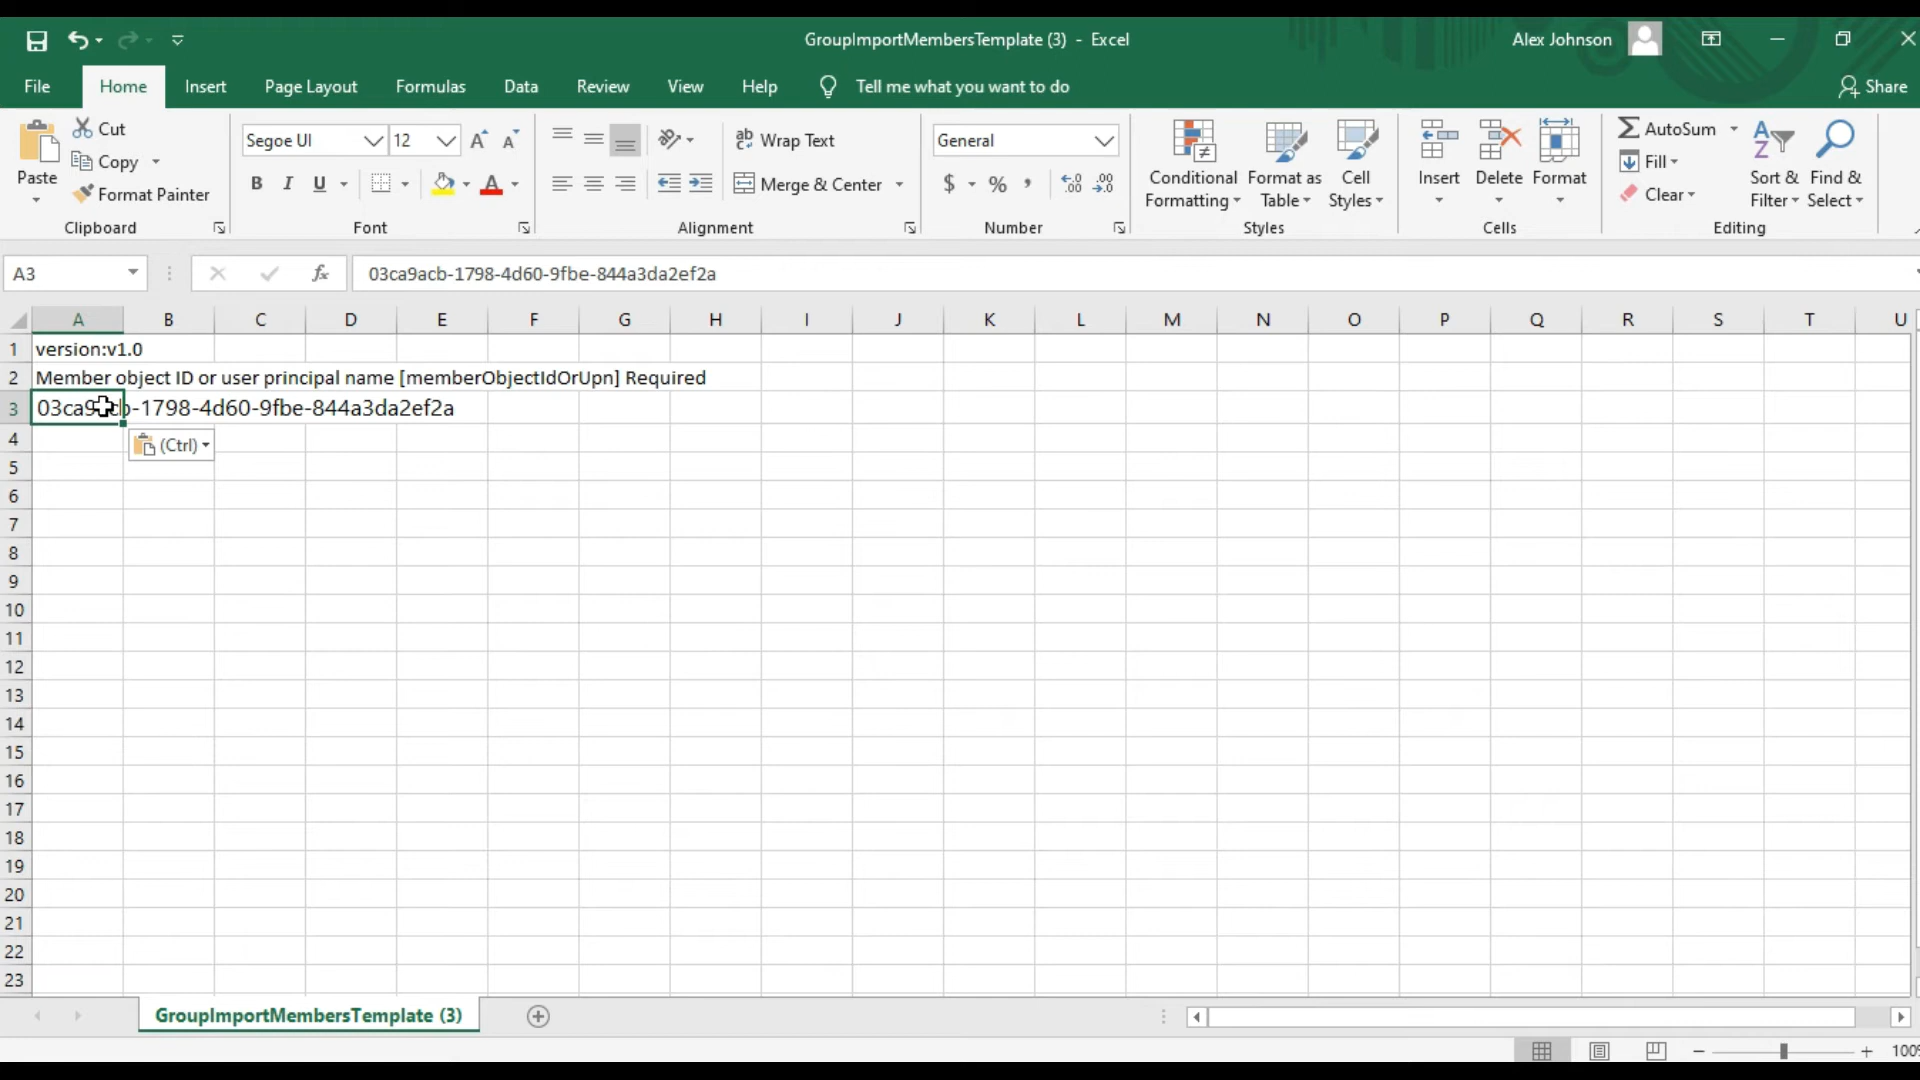 GroupImportMembersTemplate (3) - Excel
Alex Johnson
File Home Insert Page Layout Formulas Data Review View Help Tell me what you want to do Share
Paste
Cut
Copy
Format Painter
Clipboard
Segoe UI 12
A A
B I U A
Font
ab Wrap Text
Merge & Center
Alignment
General
$ % ,
Number
Conditional Formatting
Format as Table
Cell Styles
Styles
Insert Delete Format
Cells
AutoSum
Fill
Clear
Sort & Filter
Find & Select
Editing
A3 fx 03ca9acb-1798-4d60-9fbe-844a3da2ef2a
A B C D E F G H I J K L M N O P Q R S T U
1 version:v1.0
2 Member object ID or user principal name [memberObjectIdOrUpn] Required
3 03ca9acb-1798-4d60-9fbe-844a3da2ef2a
4 (Ctrl)
5
6
7
8
9
10
11
12
13
14
15
16
17
18
19
20
21
22
23
GroupImportMembersTemplate (3)
100%